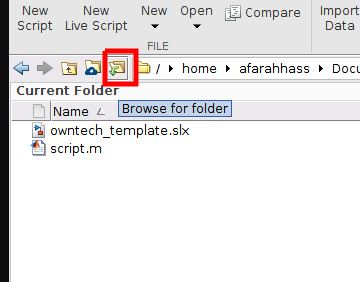 New Script
New Live Script
New
Open
Compare
Import Data
FILE
/ home afarahhass Docu
Current Folder
Name
Browse for folder
owntech_template.slx
script.m